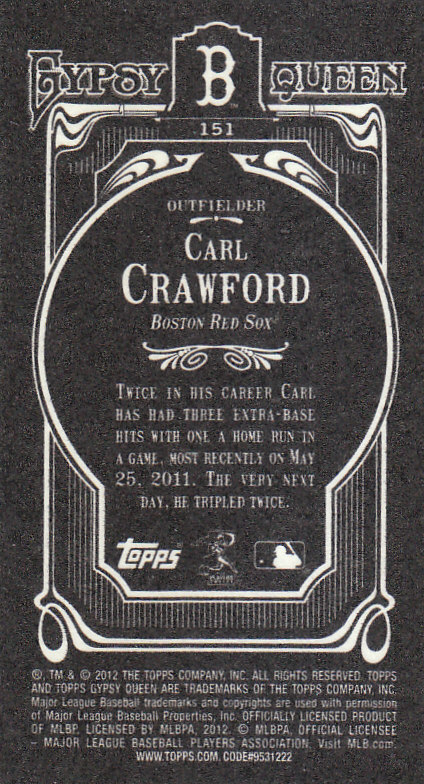 GYPSY B QUEEN
151
OUTFIELDER
CARL
CRAWFORD
BOSTON RED SOX®
TWICE IN HIS CAREER CARL
HAS HAD THREE EXTRA-BASE
HITS WITH ONE A HOME RUN IN
A GAME, MOST RECENTLY ON MAY
25, 2011. THE VERY NEXT
DAY, HE TRIPLED TWICE.
TOPPS®
®, TM & © 2012 THE TOPPS COMPANY, INC. ALL RIGHTS RESERVED. TOPPS
AND TOPPS GYPSY QUEEN ARE TRADEMARKS OF THE TOPPS COMPANY, INC.
Major League Baseball trademarks and copyrights are used with permission
of Major League Baseball Properties, Inc. OFFICIALLY LICENSED PRODUCT
OF MLBP. LICENSED BY MLBPA, 2012. © MLBPA, OFFICIAL LICENSEE
– MAJOR LEAGUE BASEBALL PLAYERS ASSOCIATION. Visit MLB.com.
WWW.TOPPS.COM. CODE#9531222